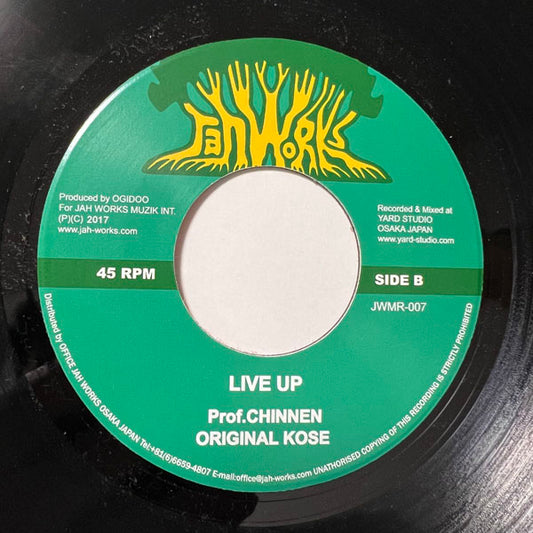 Jah WORKS
Produced by OGIDOO
For JAH WORKS MUZIK INT.
(P)(C) 2017
www.jah-works.com
Recorded & Mixed at
YARD STUDIO
OSAKA JAPAN
www.yard-studio.com
45 RPM
SIDE B
JWMR-007
LIVE UP
Prof.CHINNEN
ORIGINAL KOSE
Distributed by OFFICE JAH WORKS OSAKA JAPAN Tel:+81(6)6659-4807 E-mail:office@jah-works.com UNAUTHORISED COPYING OF THIS RECORDING IS STRICTLY PROHIBITED